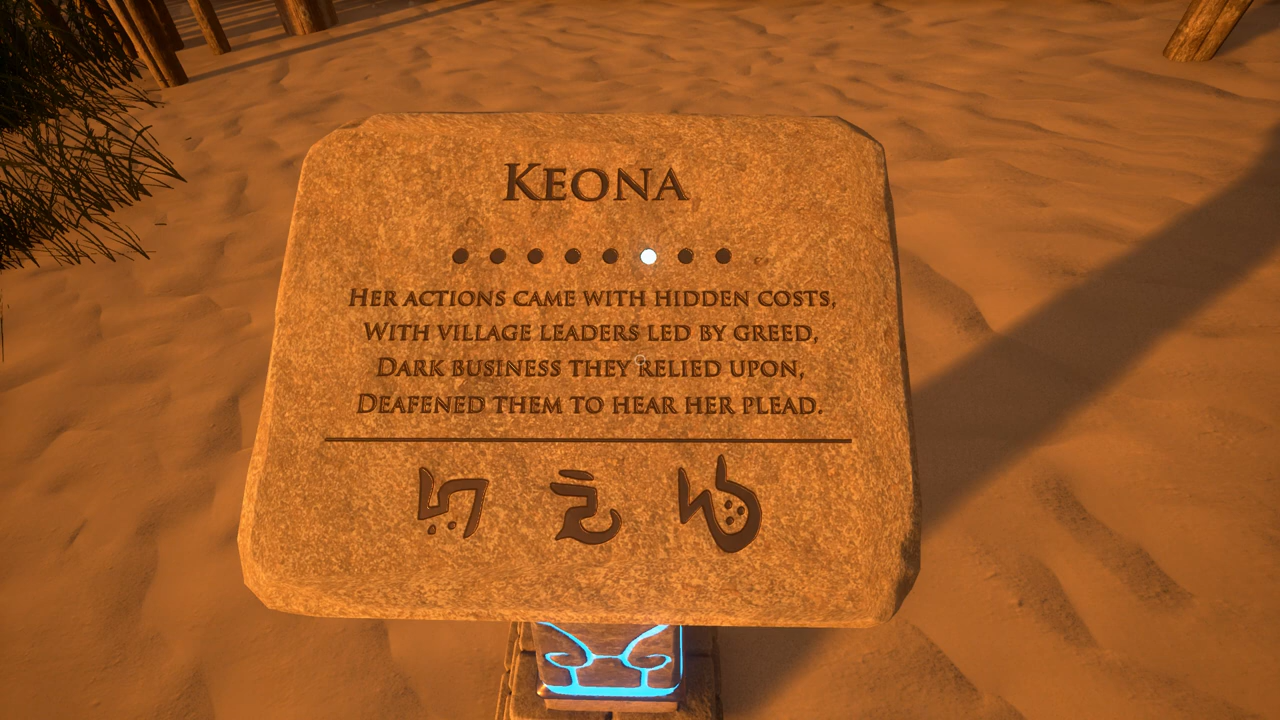 KEONA
HER ACTIONS CAME WITH HIDDEN COSTS,
WITH VILLAGE LEADERS LED BY GREED,
DARK BUSINESS THEY RELIED UPON,
DEAFENED THEM TO HEAR HER PLEAD.